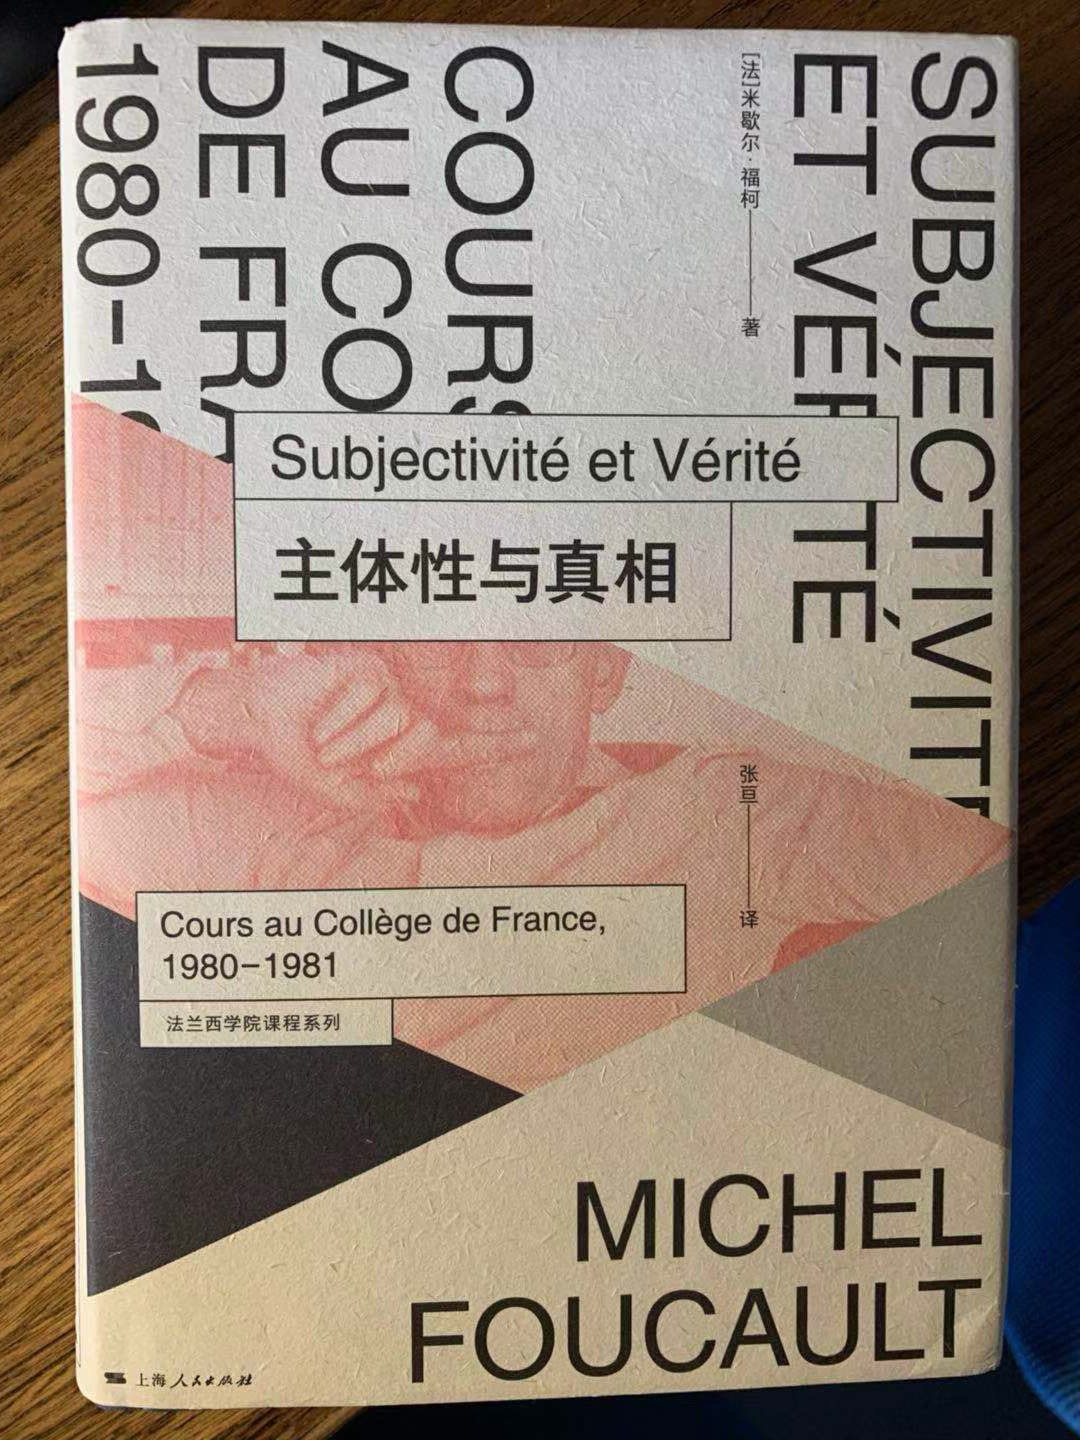 SUBJECTIVITÉ
ET VÉRITÉ
[法]米歇尔·福柯——著
COURS
AU CO
DE FRA
1980-1
Subjectivité et Vérité
主体性与真相
张亘——译
Cours au Collège de France,
1980-1981
法兰西学院课程系列
MICHEL
FOUCAULT
上海人民出版社